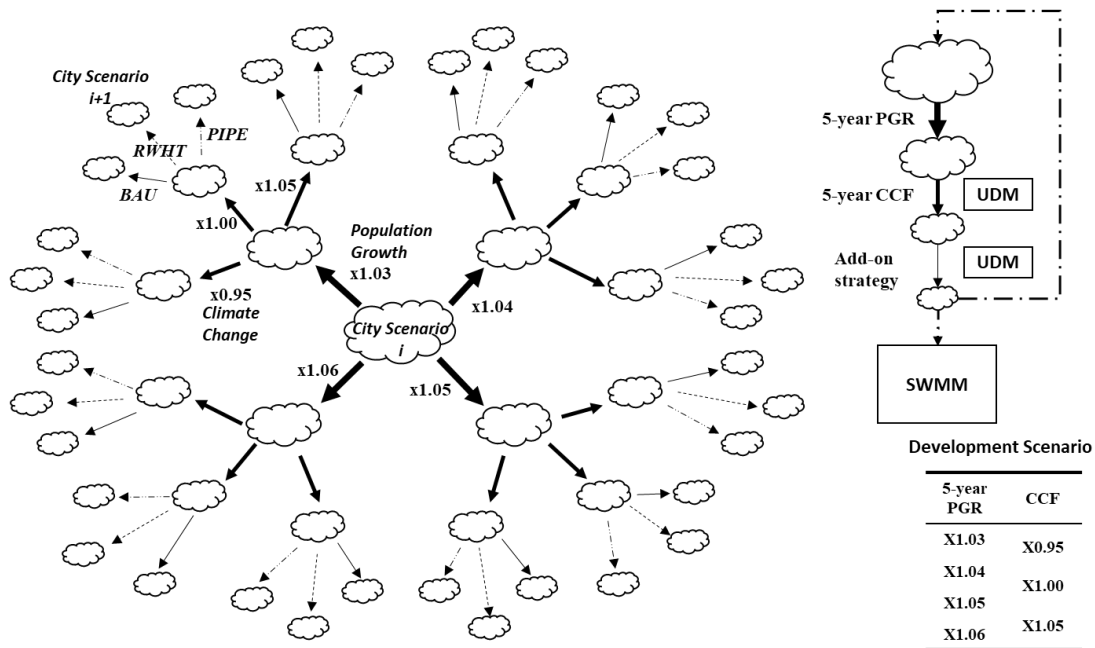 City Scenario
i+1
PIPE
RWHT
BAU
x1.05
x1.00
Population
Growth
x1.03
x0.95
Climate
Change
x1.04
City Scenario
i
x1.06
x1.05
5-year PGR
5-year CCF
UDM
Add-on
strategy
UDM
SWMM
Development Scenario
5-year
PGR
CCF
X1.03
X0.95
X1.04
X1.00
X1.05
X1.05
X1.06